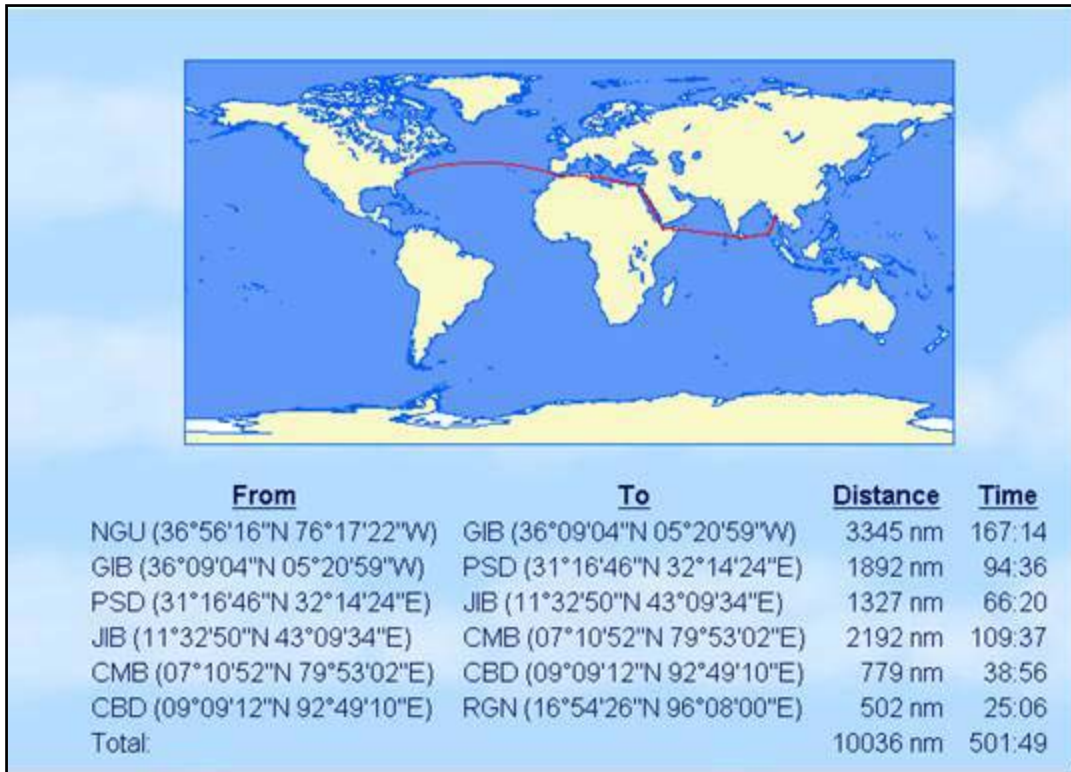 From To Distance Time
NGU (36°56'16"N 76°17'22"W) GIB (36°09'04"N 05°20'59"W) 3345 nm 167:14
GIB (36°09'04"N 05°20'59"W) PSD (31°16'46"N 32°14'24"E) 1892 nm 94:36
PSD (31°16'46"N 32°14'24"E) JIB (11°32'50"N 43°09'34"E) 1327 nm 66:20
JIB (11°32'50"N 43°09'34"E) CMB (07°10'52"N 79°53'02"E) 2192 nm 109:37
CMB (07°10'52"N 79°53'02"E) CBD (09°09'12"N 92°49'10"E) 779 nm 38:56
CBD (09°09'12"N 92°49'10"E) RGN (16°54'26"N 96°08'00"E) 502 nm 25:06
Total: 10036 nm 501:49